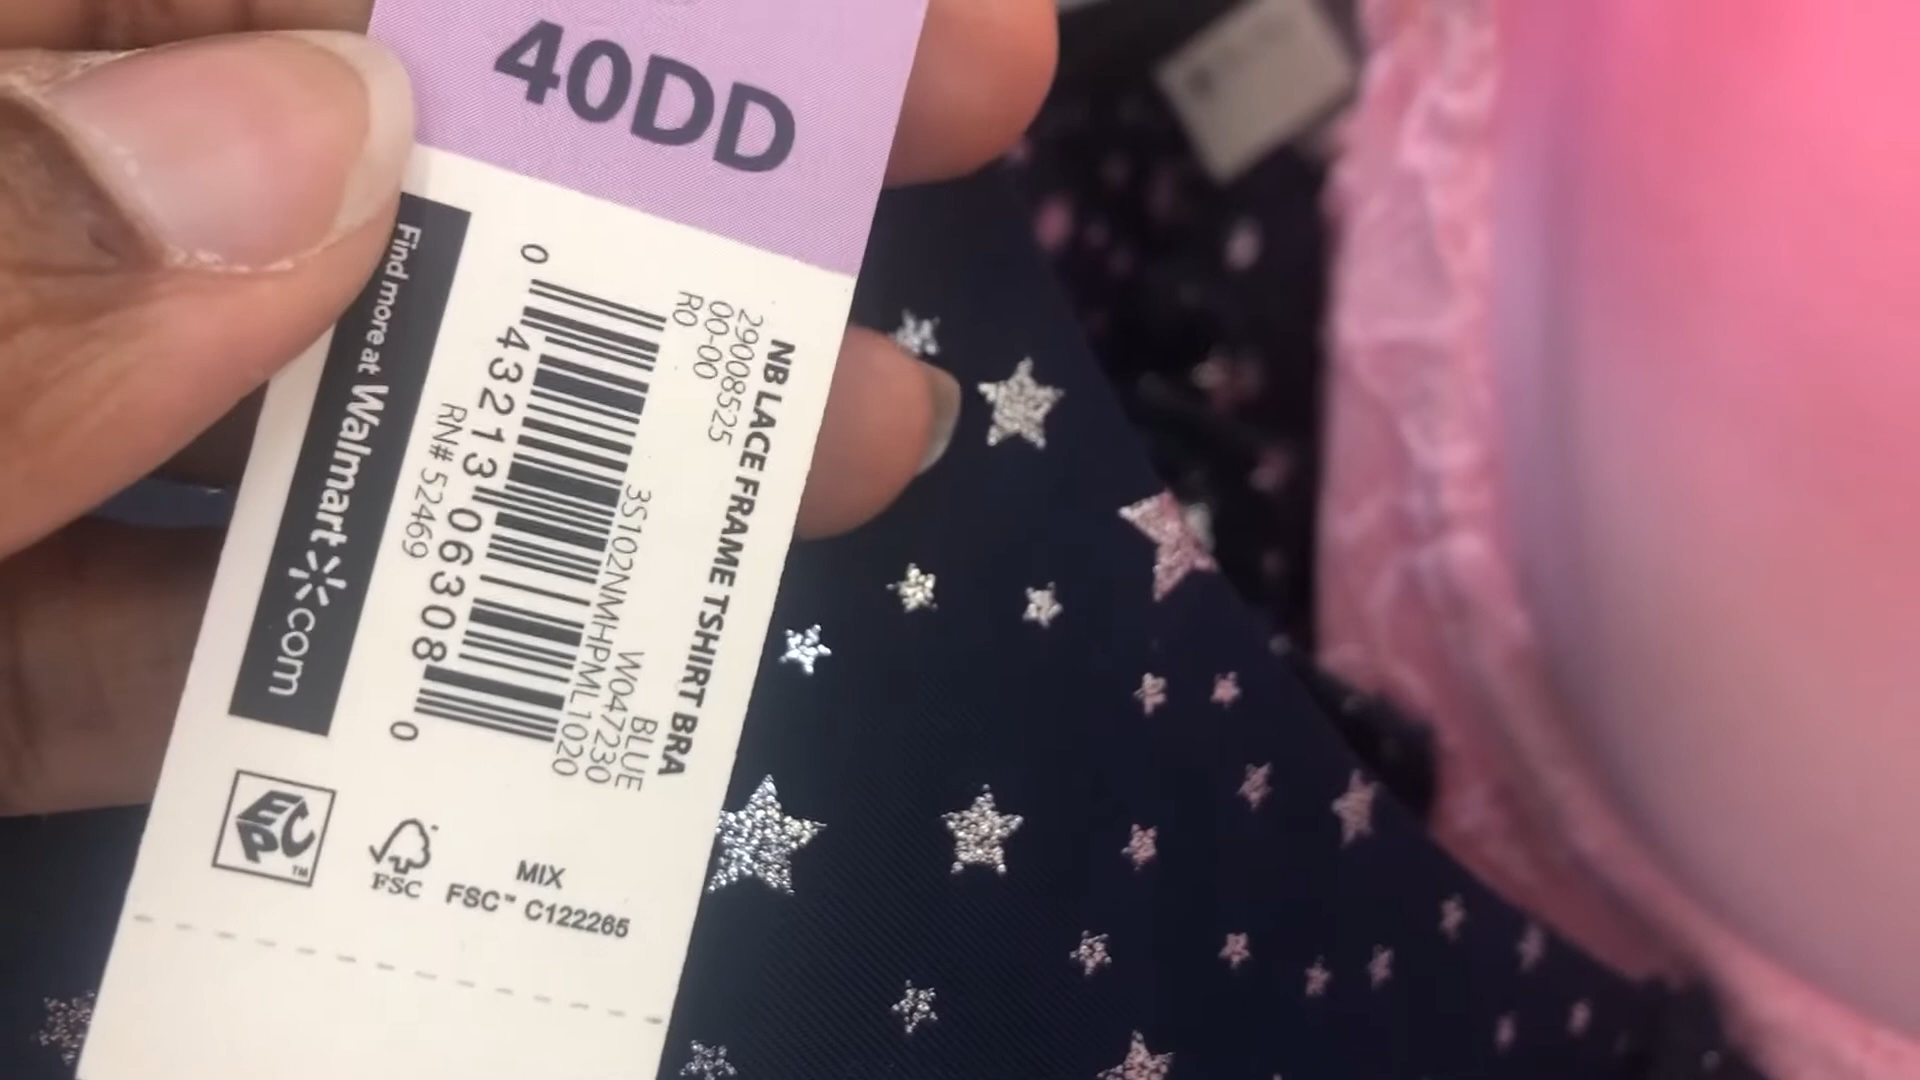 40DD
NB LACE FRAME TSHIRT BRA
29008525
BLUE
00-00
W047230
R0
3S102NMHPML1020
0 43213 06308 0
RN# 52469
Find more at Walmart com
EPC TM
FSC
MIX
FSC™ C122265